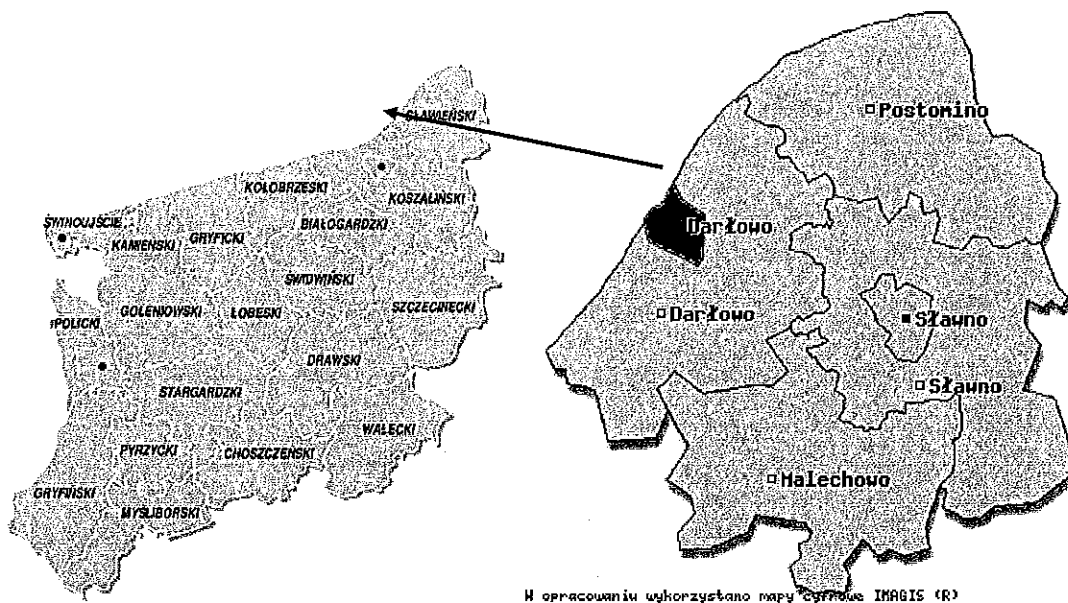 SŁAWIEŃSKI
KOŁOBRZESKI
KOSZALIŃSKI
BIAŁOGARDZKI
ŚWINOUJŚCIE
KAMIEŃSKI
GRYFICKI
ŚWIDWIŃSKI
SZCZECINECKI
GOLENIOWSKI
ŁOBESKI
POLICKI
DRAWSKI
STARGARDZKI
WAŁECKI
PYRZYCKI
CHOSZCZEŃSKI
GRYFIŃSKI
MYŚLIBORSKI
Postomino
Darłowo
Darłowo
Sławno
Sławno
Malechowo
W opracowaniu wykorzystano mapy cyfrowe IMAGIS (R)